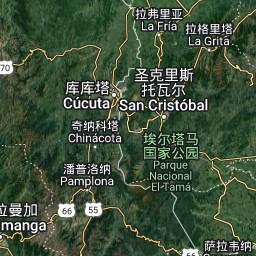 拉弗里亚
La Fría
拉格里塔
La Grita
70
库库塔
Cúcuta
圣克里斯
托瓦尔
San Cristóbal
奇纳科塔
Chinácota
埃尔塔马
国家公园
Parque
Nacional
El-Tamá
潘普洛纳
Pamplona
拉曼加
manga
66
55
66
萨拉韦纳